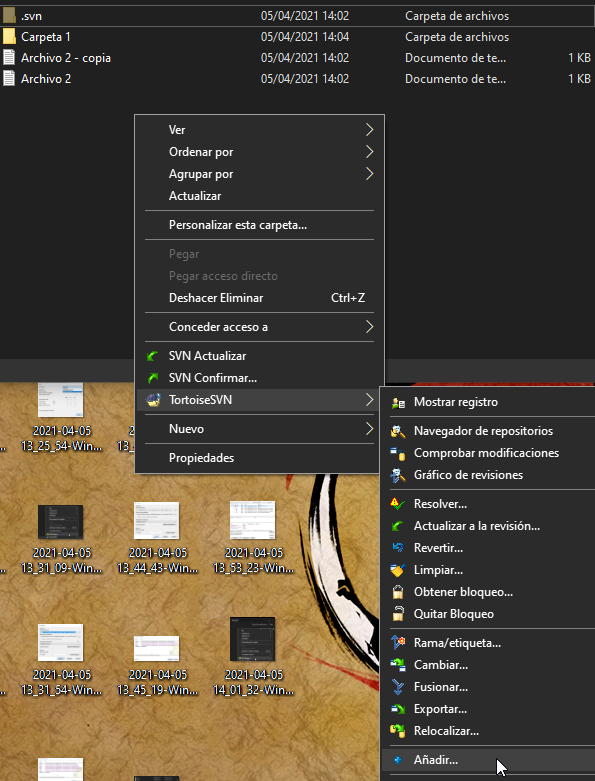 .svn 05/04/2021 14:02 Carpeta de archivos
Carpeta 1 05/04/2021 14:04 Carpeta de archivos
Archivo 2 - copia 05/04/2021 14:02 Documento de te... 1 KB
Archivo 2 05/04/2021 14:02 Documento de te... 1 KB
Ver
Ordenar por
Agrupar por
Actualizar
Personalizar esta carpeta...
Pegar
Pegar acceso directo
Deshacer Eliminar Ctrl+Z
Conceder acceso a
SVN Actualizar
SVN Confirmar...
TortoiseSVN
Nuevo
Propiedades
Mostrar registro
Navegador de repositorios
Comprobar modificaciones
Gráfico de revisiones
Resolver...
Actualizar a la revisión...
Revertir...
Limpiar...
Obtener bloqueo...
Quitar Bloqueo
Rama/etiqueta...
Cambiar...
Fusionar...
Exportar...
Relocalizar...
Añadir...
2021-04-05
13_25_54-Win...
2021-04-05 2021-04-05 2021-04-05
13_31_09-Win... 13_44_43-Win... 13_53_23-Win...
2021-04-05 2021-04-05 2021-04-05
13_31_54-Win... 13_45_19-Win... 14_01_32-Win...